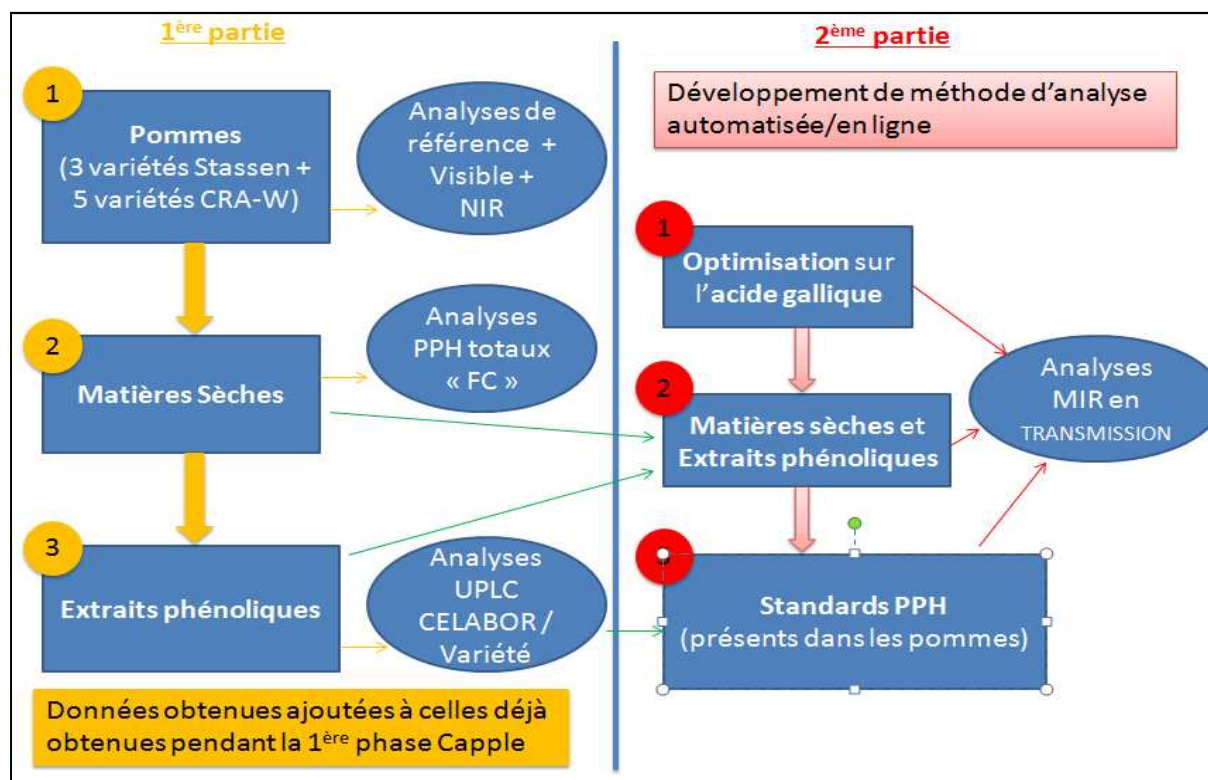 1ère partie
1
Pommes
(3 variétés Stassen +
5 variétés CRA-W)
Analyses de
référence +
Visible +
NIR
2
Matières Sèches
Analyses
PPH totaux
« FC »
3
Extraits phénoliques
Analyses
UPLC
CELABOR /
Variété
Données obtenues ajoutées à celles déjà
obtenues pendant la 1ère phase Capple
2ème partie
Développement de méthode d'analyse
automatisée/en ligne
1
Optimisation sur
l'acide gallique
2
Matières sèches et
Extraits phénoliques
Analyses
MIR en
TRANSMISSION
Standards PPH
(présents dans les pommes)